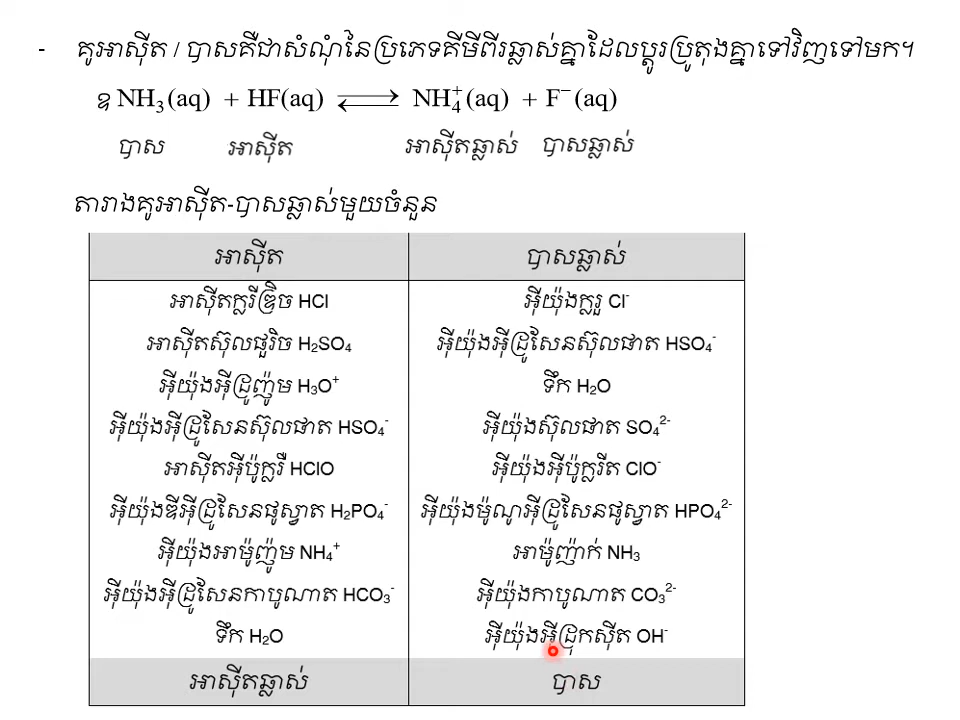 - គូអាស៊ីត / បាសគឺជាសំណុំនៃប្រភេទគីមីពីរឆ្លាស់គ្នាដែលប្ដូរប្រូតុងគ្នាទៅវិញទៅមក។
ឧ NH₃(aq) + HF(aq) ⇌ NH₄⁺(aq) + F⁻(aq)
បាស អាស៊ីត អាស៊ីតឆ្លាស់ បាសឆ្លាស់
តារាងគូអាស៊ីត-បាសឆ្លាស់មួយចំនួន
អាស៊ីត បាសឆ្លាស់
អាស៊ីតក្លរីឌ្រិច HCl អ៊ីយ៉ុងក្លរួ Cl⁻
អាស៊ីតស៊ុលផួរិច H₂SO₄ អ៊ីយ៉ុងអ៊ីដ្រូសែនស៊ុលផាត HSO₄⁻
អ៊ីយ៉ុងអ៊ីដ្រូញ៉ូម H₃O⁺ ទឹក H₂O
អ៊ីយ៉ុងអ៊ីដ្រូសែនស៊ុលផាត HSO₄⁻ អ៊ីយ៉ុងស៊ុលផាត SO₄²⁻
អាស៊ីតអ៊ីប៉ូក្លរឺ HClO អ៊ីយ៉ុងអ៊ីប៉ូក្លរីត ClO⁻
អ៊ីយ៉ុងឌីអ៊ីដ្រូសែនផូស្វាត H₂PO₄⁻ អ៊ីយ៉ុងម៉ូណូអ៊ីដ្រូសែនផូស្វាត HPO₄²⁻
អ៊ីយ៉ុងអាម៉ូញ៉ូម NH₄⁺ អាម៉ូញ៉ាក់ NH₃
អ៊ីយ៉ុងអ៊ីដ្រូសែនកាបូណាត HCO₃⁻ អ៊ីយ៉ុងកាបូណាត CO₃²⁻
ទឹក H₂O អ៊ីយ៉ុងអ៊ីដ្រុកស៊ីត OH⁻
អាស៊ីតឆ្លាស់ បាស